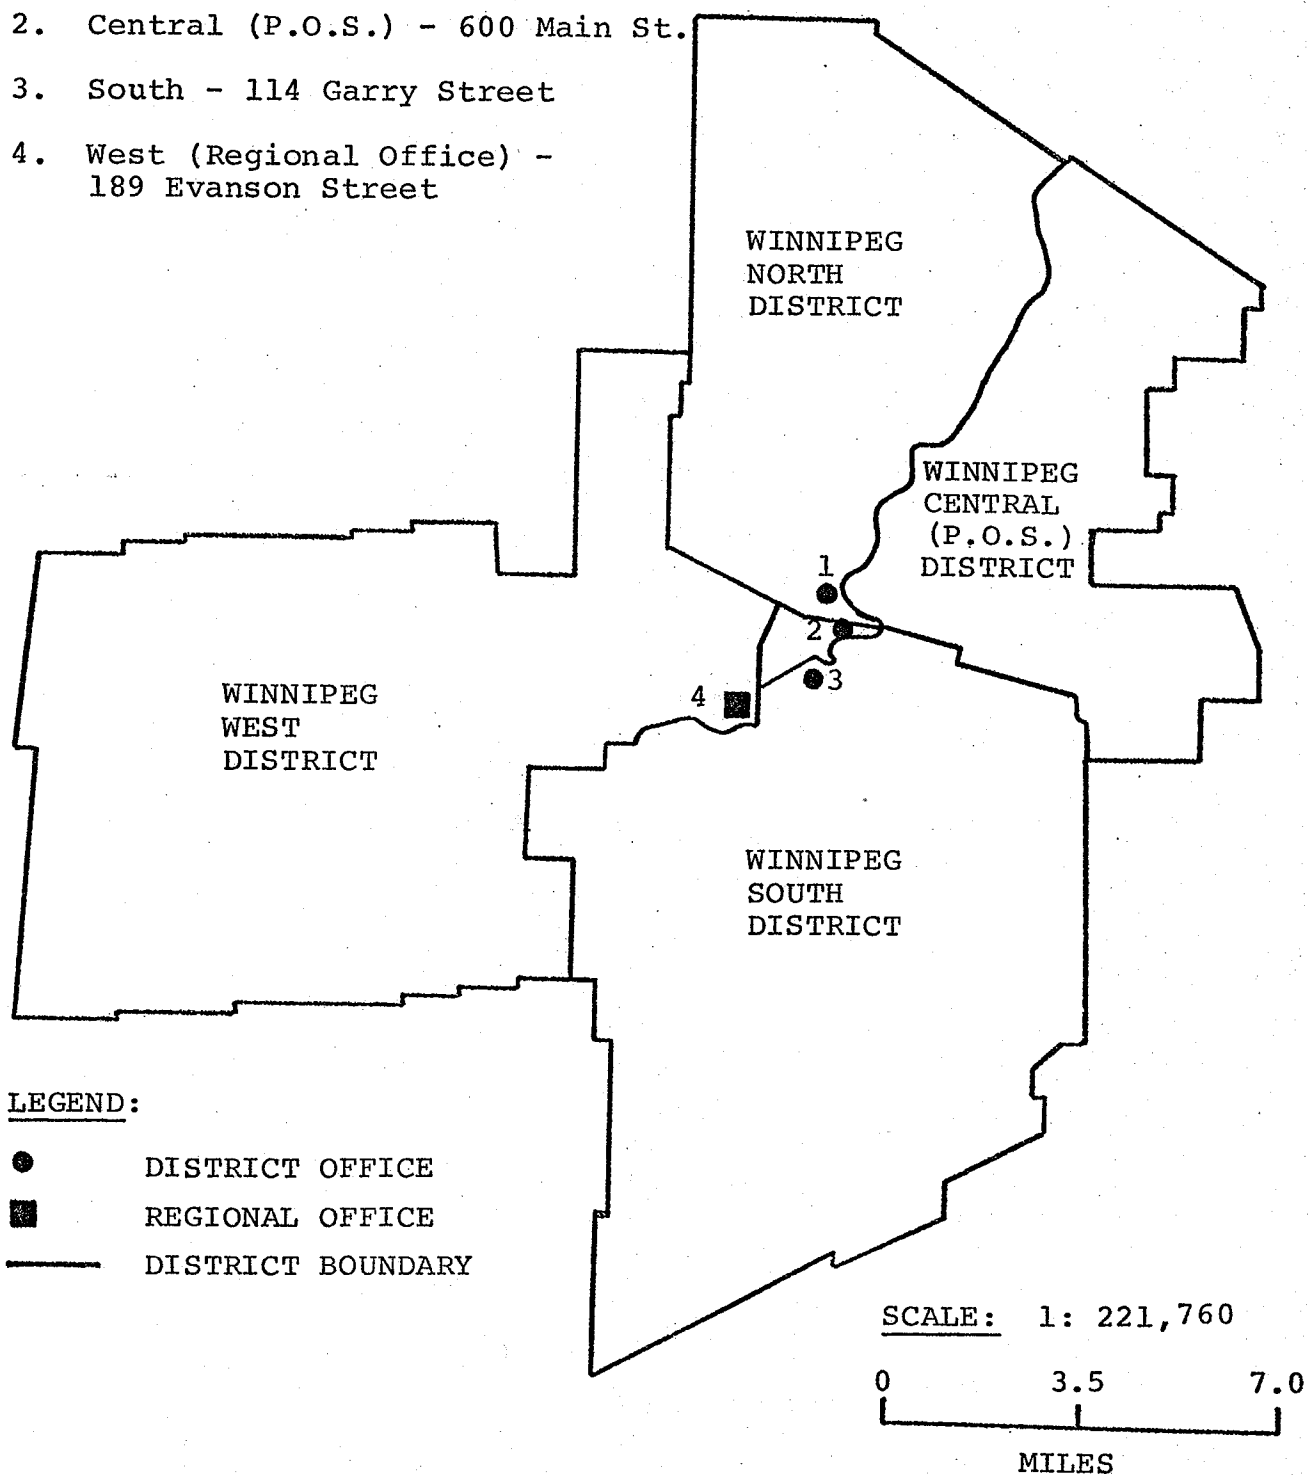 2. Central (P.O.S.) - 600 Main St.
3. South - 114 Garry Street
4. West (Regional Office) -
189 Evanson Street
WINNIPEG
NORTH
DISTRICT
WINNIPEG
CENTRAL
(P.O.S.)
DISTRICT
1
2
3
4
WINNIPEG
WEST
DISTRICT
WINNIPEG
SOUTH
DISTRICT
LEGEND:
DISTRICT OFFICE
REGIONAL OFFICE
DISTRICT BOUNDARY
SCALE: 1: 221,760
0 3.5 7.0
MILES